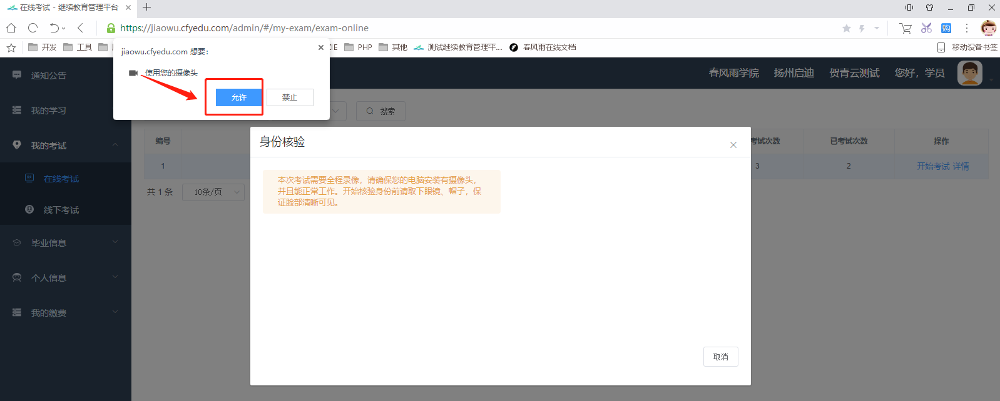 在线考试 - 继续教育管理平台
https://jiaowu.cfyedu.com/admin/#/my-exam/exam-online
购
开发 工具 ZIE PHP 其他 测试继续教育管理平... 春风雨在线文档 移动设备书签
jiaowu.cfyedu.com 想要:
使用您的摄像头
允许 禁止
春风雨学院 扬州启迪 贺青云测试 您好，学员
通知公告
我的学习
我的考试
在线考试
线下考试
毕业信息
个人信息
我的缴费
搜索
编号 考试次数 已考试次数 操作
1 3 2 开始考试 详情
共 1 条 10条/页
身份核验
本次考试需要全程录像，请确保您的电脑安装有摄像头，
并且能正常工作。开始核验身份前请取下眼镜、帽子，保
证脸部清晰可见。
取消